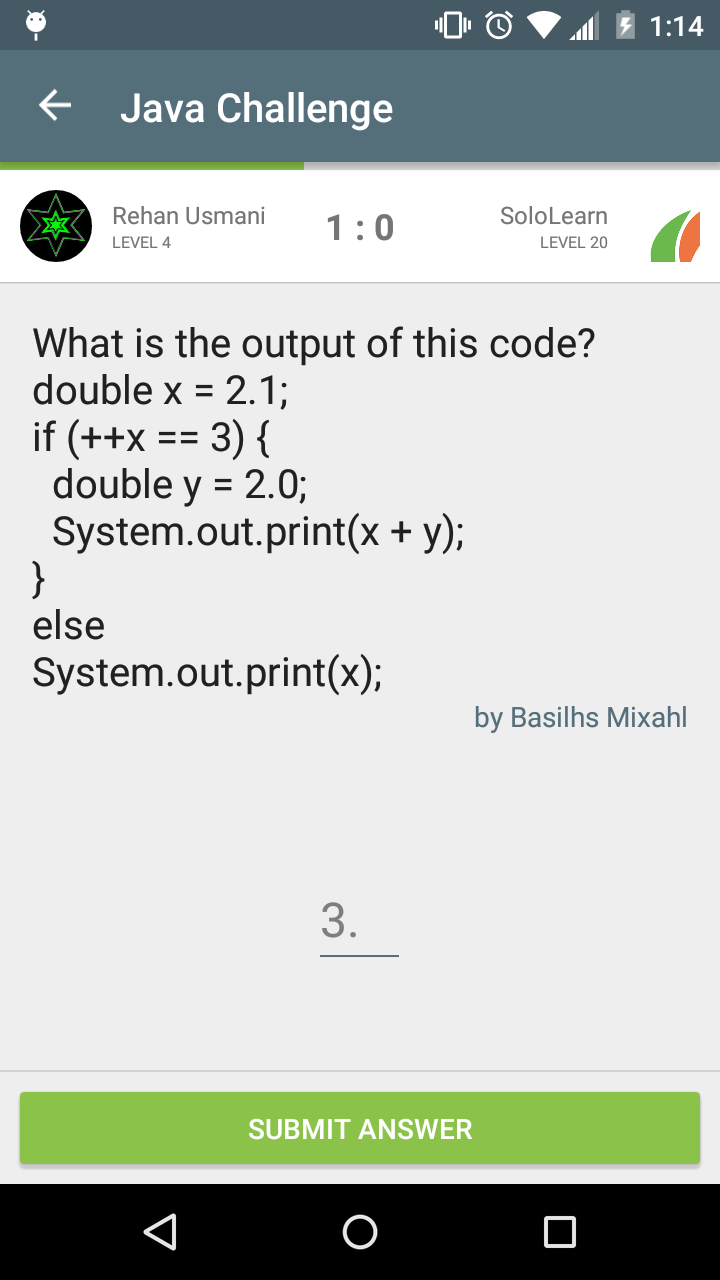 1:14
Java Challenge
Rehan Usmani
LEVEL 4
1 : 0
SoloLearn
LEVEL 20
What is the output of this code?
double x = 2.1;
if (++x == 3) {
double y = 2.0;
System.out.print(x + y);
}
else
System.out.print(x);
by Basilhs Mixahl
3.
SUBMIT ANSWER